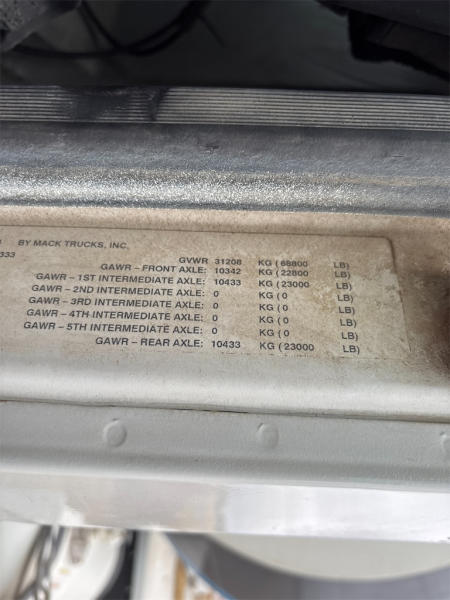 BY MACK TRUCKS, INC.
333
GVWR 31208 KG ( 68800 LB)
GAWR – FRONT AXLE: 10342 KG ( 22800 LB)
GAWR – 1ST INTERMEDIATE AXLE: 10433 KG ( 23000 LB)
GAWR – 2ND INTERMEDIATE AXLE: 0 KG ( 0 LB)
GAWR – 3RD INTERMEDIATE AXLE: 0 KG ( 0 LB)
GAWR – 4TH INTERMEDIATE AXLE: 0 KG ( 0 LB)
GAWR – 5TH INTERMEDIATE AXLE: 0 KG ( 0 LB)
GAWR – REAR AXLE: 10433 KG ( 23000 LB)